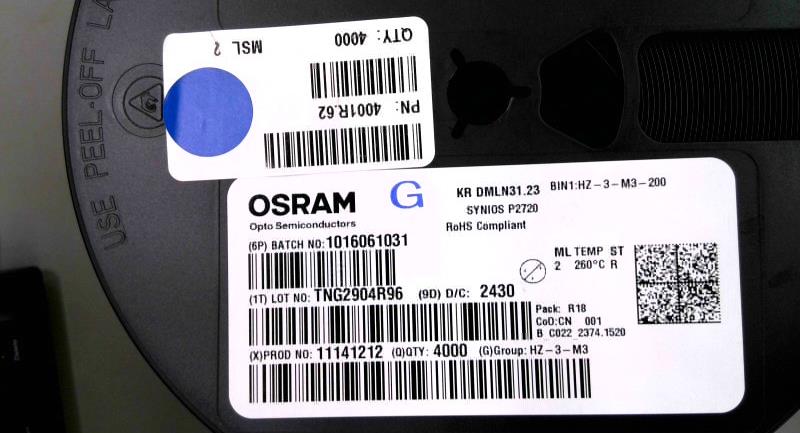 USE PEEL-OFF LA
QTY: 4000
MSL 2
PN: 4001R.62
OSRAM
Opto Semiconductors
G
KR DMLN31.23
BIN1:HZ-3-M3-200
SYNIOS P2720
RoHS Compliant
(6P) BATCH NO:1016061031
ML TEMP ST
2 260°C R
(1T) LOT NO: TNG2904R96 (9D) D/C: 2430
Pack: R18
CoO:CN 001
B C022 2374.1520
(X)PROD NO: 11141212 (Q)QTY: 4000 (G)Group: HZ-3-M3